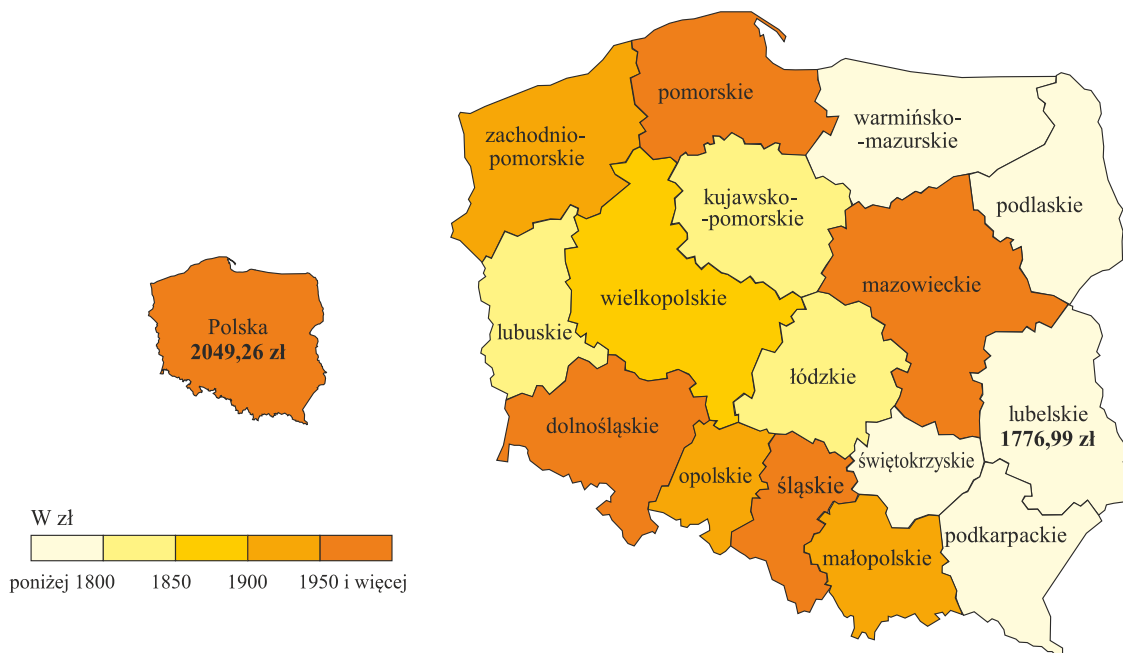 pomorskie
zachodnio-
-pomorskie
warmińsko-
-mazurskie
kujawsko-
-pomorskie
podlaskie
mazowieckie
wielkopolskie
lubuskie
Polska
2049,26 zł
łódzkie
lubelskie
1776,99 zł
dolnośląskie
świętokrzyskie
opolskie
śląskie
podkarpackie
małopolskie
W zł
poniżej 1800 1850 1900 1950 i więcej